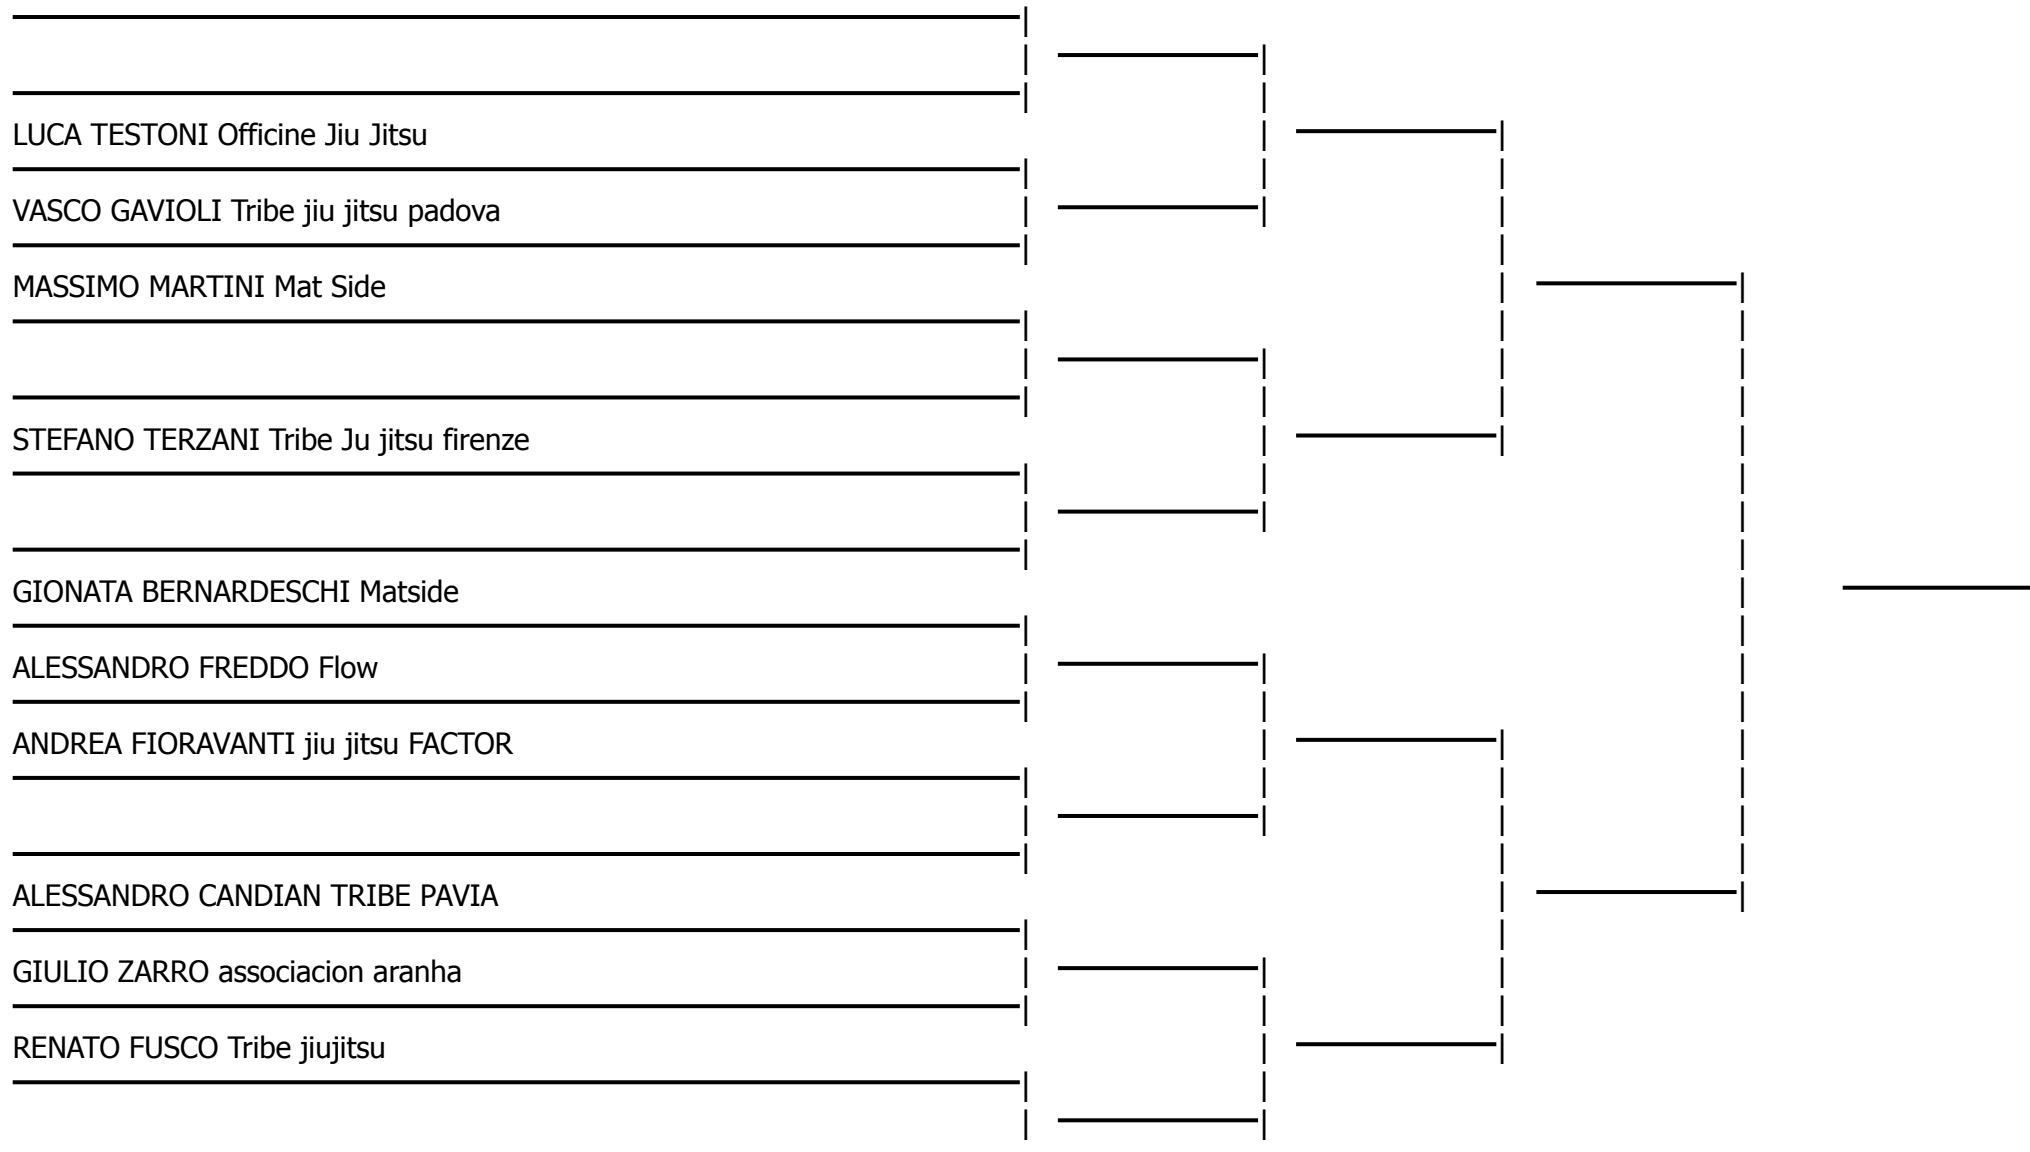 LUCA TESTONI Officine Jiu Jitsu
VASCO GAVIOLI Tribe jiu jitsu padova
MASSIMO MARTINI Mat Side
STEFANO TERZANI Tribe Ju jitsu firenze
GIONATA BERNARDESCHI Matside
ALESSANDRO FREDDO Flow
ANDREA FIORAVANTI jiu jitsu FACTOR
ALESSANDRO CANDIAN TRIBE PAVIA
GIULIO ZARRO associacion aranha
RENATO FUSCO Tribe jiujitsu